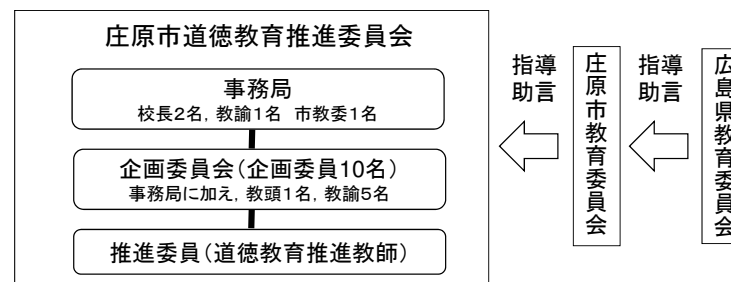 庄原市道徳教育推進委員会
事務局
校長2名，教諭1名　市教委1名
企画委員会（企画委員10名）
事務局に加え，教頭1名，教諭5名
推進委員（道徳教育推進教師）
指導
助言
庄原市教育委員会
指導
助言
広島県教育委員会